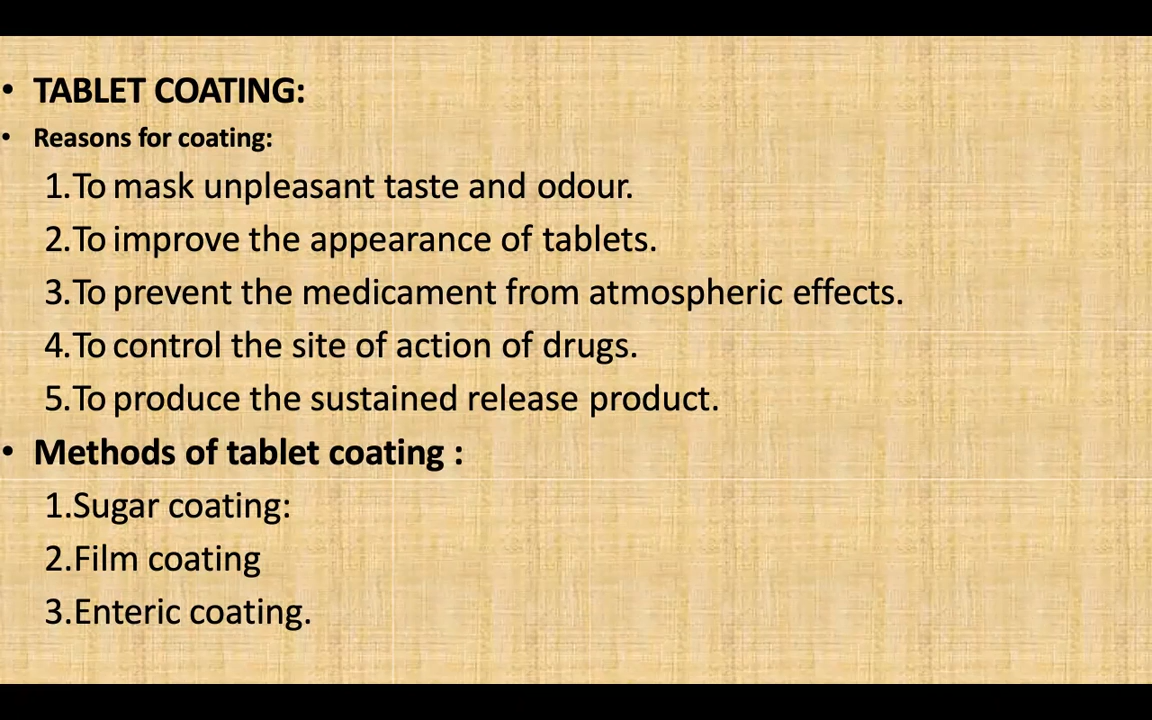 • TABLET COATING:
• Reasons for coating:
1.To mask unpleasant taste and odour.
2.To improve the appearance of tablets.
3.To prevent the medicament from atmospheric effects.
4.To control the site of action of drugs.
5.To produce the sustained release product.
• Methods of tablet coating :
1.Sugar coating:
2.Film coating
3.Enteric coating.